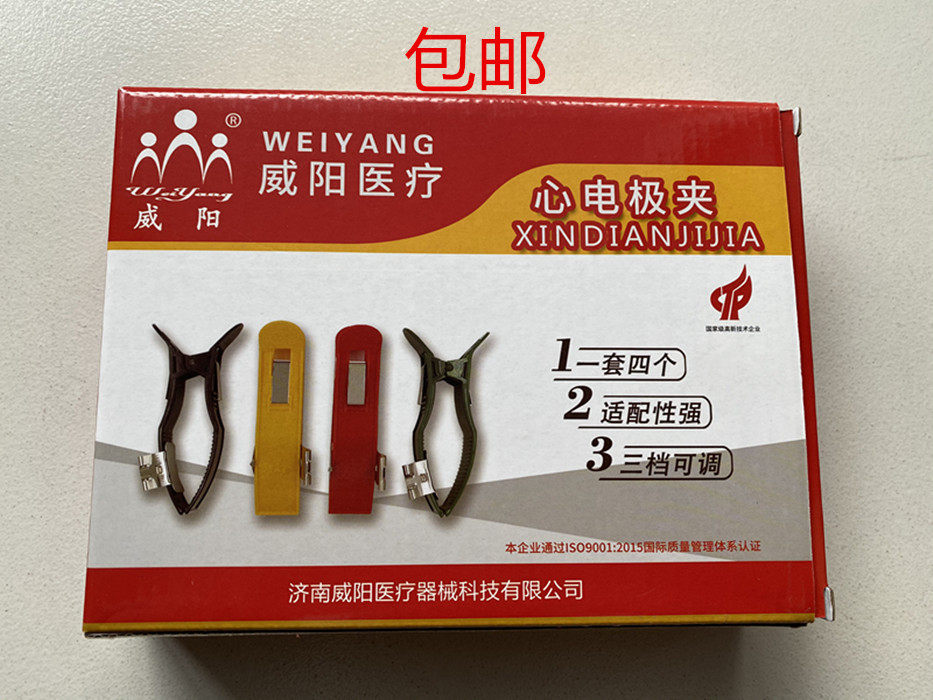 包邮
®
WEIYANG
威阳医疗
WeiYang
威 阳
心电极夹
XINDIANJIJIA
国家级高新技术企业
1 一套四个
2 适配性强
3 三档可调
本企业通过ISO9001:2015国际质量管理体系认证
济南威阳医疗器械科技有限公司